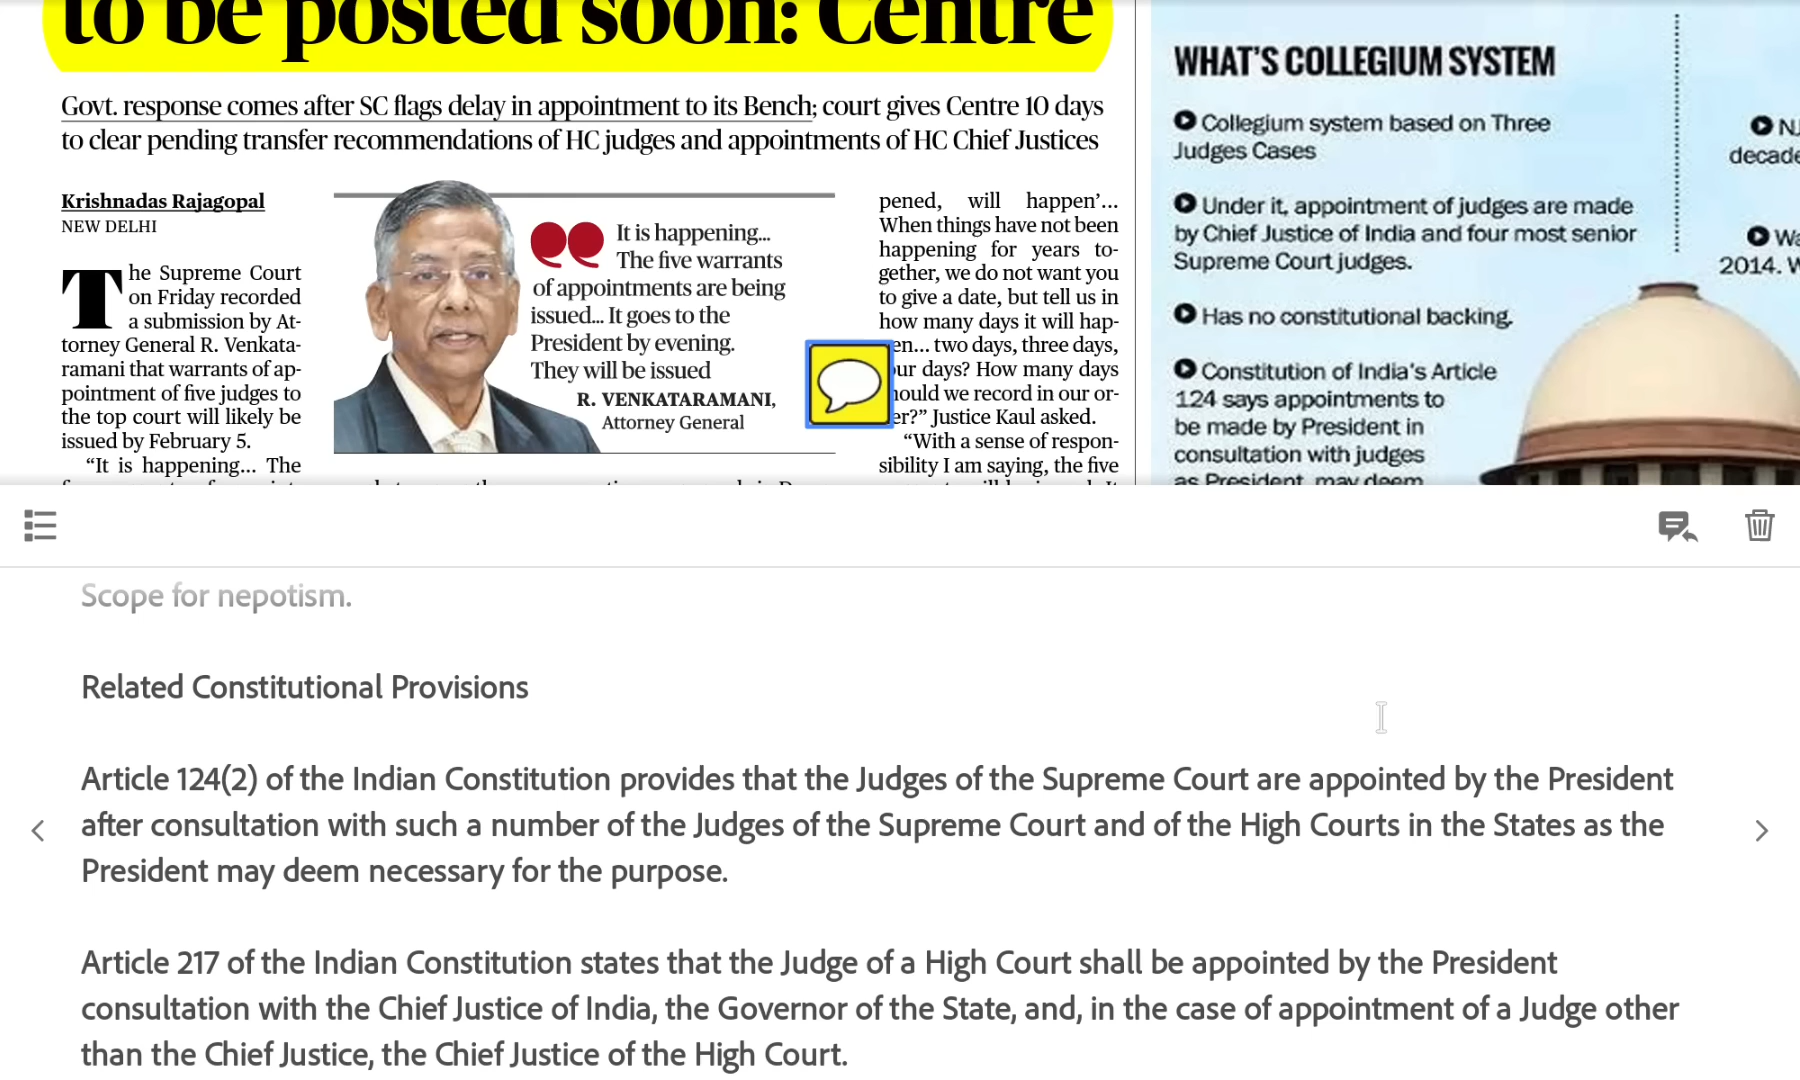 to be posted soon: Centre
Govt. response comes after SC flags delay in appointment to its Bench; court gives Centre 10 days
to clear pending transfer recommendations of HC judges and appointments of HC Chief Justices
Krishnadas Rajagopal
NEW DELHI
The Supreme Court
on Friday recorded
a submission by At-
torney General R. Venkata-
ramani that warrants of ap-
pointment of five judges to
the top court will likely be
issued by February 5.
“It is happening... The
It is happening...
The five warrants
of appointments are being
issued... It goes to the
President by evening.
They will be issued
R. VENKATARAMANI,
Attorney General
pened, will happen’...
When things have not been
happening for years to-
gether, we do not want you
to give a date, but tell us in
how many days it will hap-
en... two days, three days,
our days? How many days
hould we record in our or-
er?” Justice Kaul asked.
“With a sense of respon-
sibility I am saying, the five
WHAT'S COLLEGIUM SYSTEM
Collegium system based on Three
Judges Cases
Under it, appointment of judges are made
by Chief Justice of India and four most senior
Supreme Court judges.
Has no constitutional backing.
Constitution of India's Article
124 says appointments to
be made by President in
consultation with judges
as President may deem
NJ
decade
Wa
2014. W
Scope for nepotism.
Related Constitutional Provisions
Article 124(2) of the Indian Constitution provides that the Judges of the Supreme Court are appointed by the President
after consultation with such a number of the Judges of the Supreme Court and of the High Courts in the States as the
President may deem necessary for the purpose.
Article 217 of the Indian Constitution states that the Judge of a High Court shall be appointed by the President
consultation with the Chief Justice of India, the Governor of the State, and, in the case of appointment of a Judge other
than the Chief Justice, the Chief Justice of the High Court.